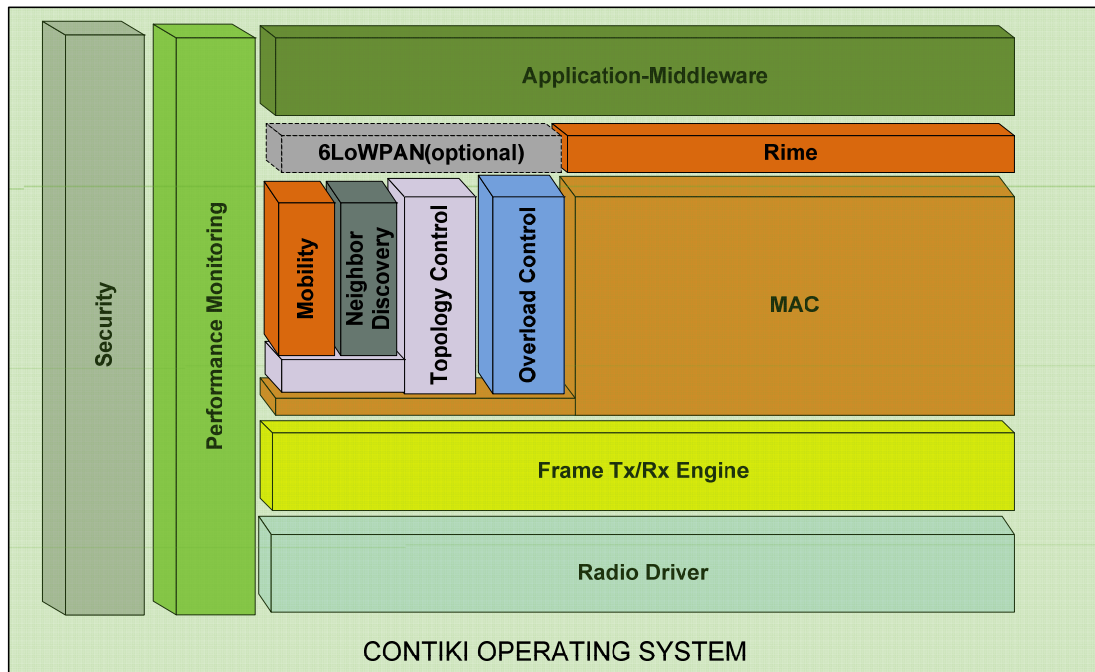 Application-Middleware
6LoWPAN(optional)
Rime
Security
Performance Monitoring
Mobility
Neighbor
Discovery
Topology Control
Overload Control
MAC
Frame Tx/Rx Engine
Radio Driver
CONTIKI OPERATING SYSTEM